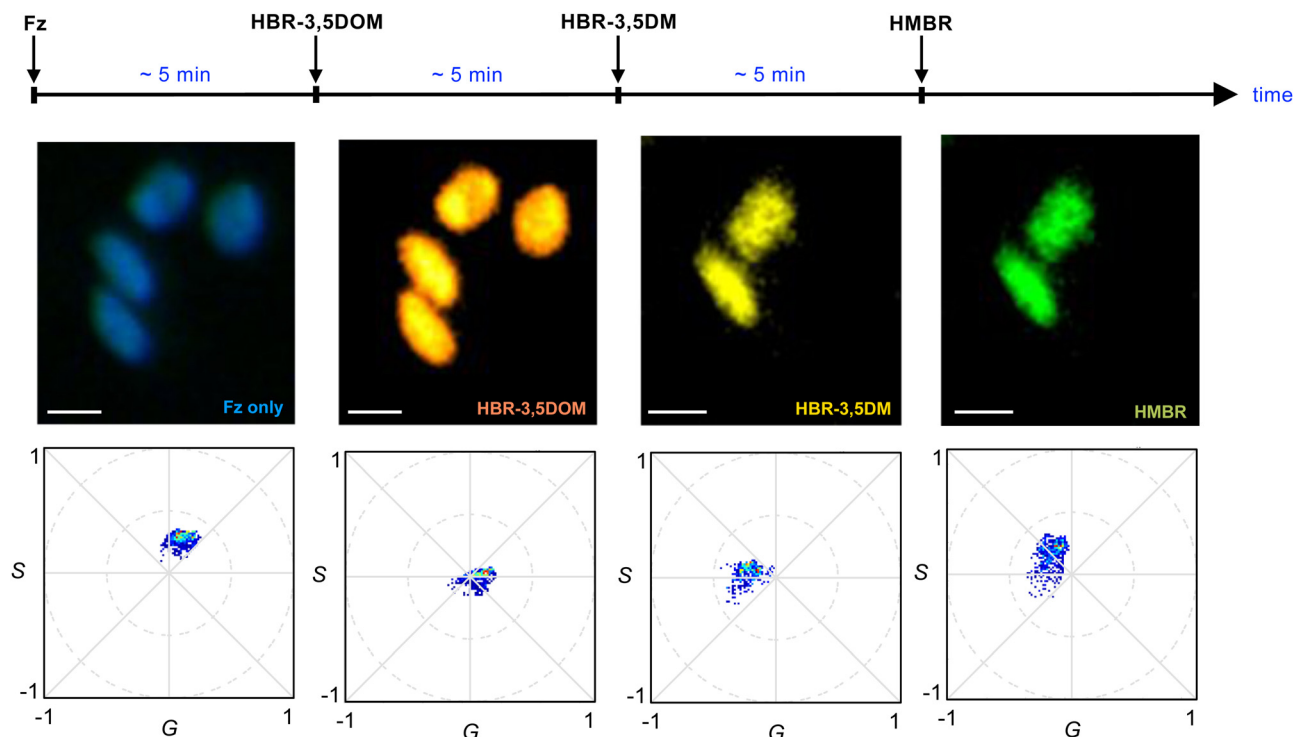 Fz HBR-3,5DOM HBR-3,5DM HMBR
~ 5 min ~ 5 min ~ 5 min
time
Fz only HBR-3,5DOM HBR-3,5DM HMBR
1 1 1 1
S S S S
-1 -1 -1 -1
-1 1 -1 1 -1 1 -1 1
G G G G